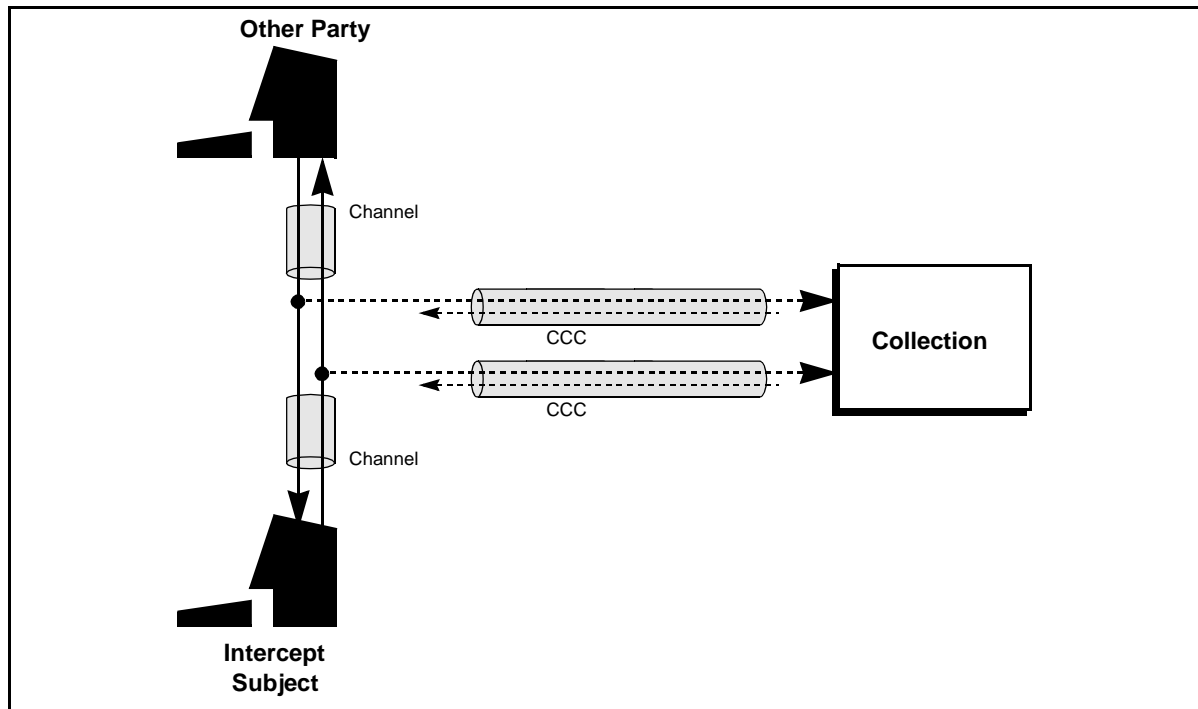 Other Party
Channel
CCC
Collection
CCC
Channel
Intercept
Subject